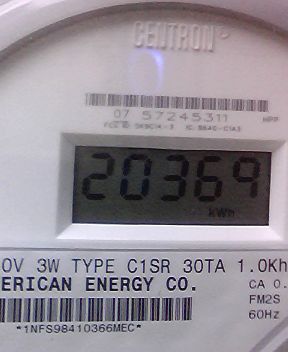 CENTRON®
07 57245311 MPP
20369
kWh
0V 3W TYPE C1SR 30TA 1.0Kh
ERICAN ENERGY CO.
CA 0.
FM2S
60Hz
*1NFS98410366MEC*